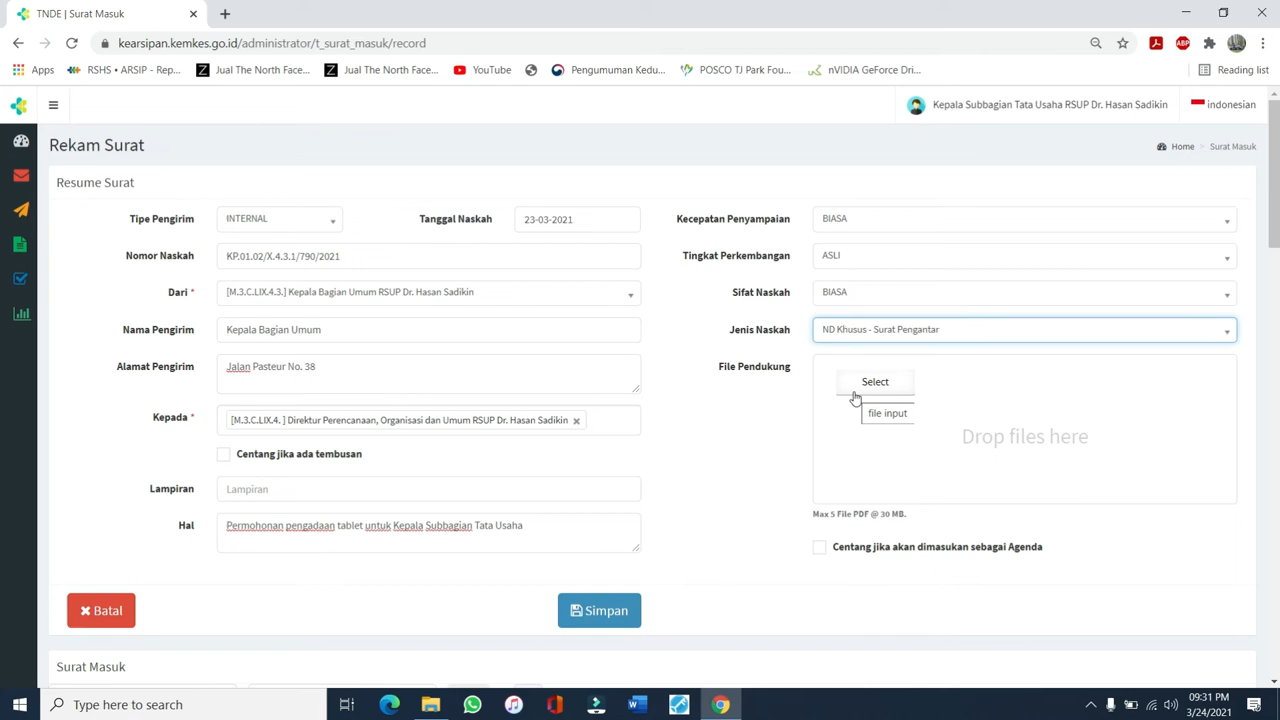 TNDE | Surat Masuk
kearsipan.kemkes.go.id/administrator/t_surat_masuk/record
ABP
Apps
RSHS ▸ ARSIP - Rep...
Jual The North Face...
Jual The North Face...
YouTube
Pengumuman Kedu...
POSCO TJ Park Foun...
nVIDIA GeForce Dri...
Reading list
Kepala Subbagian Tata Usaha RSUP Dr. Hasan Sadikin
indonesian
Rekam Surat
Home > Surat Masuk
Resume Surat
Tipe Pengirim
INTERNAL
Tanggal Naskah
23-03-2021
Kecepatan Penyampaian
BIASA
Nomor Naskah
KP.01.02/X.4.3.1/790/2021
Tingkat Perkembangan
ASLI
Dari *
[M.3.C.LIX.4.3.] Kepala Bagian Umum RSUP Dr. Hasan Sadikin
Sifat Naskah
BIASA
Nama Pengirim
Kepala Bagian Umum
Jenis Naskah
ND Khusus - Surat Pengantar
Alamat Pengirim
Jalan Pasteur No. 38
File Pendukung
Select
file input
Drop files here
Kepada *
[M.3.C.LIX.4. ] Direktur Perencanaan, Organisasi dan Umum RSUP Dr. Hasan Sadikin ×
Centang jika ada tembusan
Lampiran
Lampiran
Max 5 File PDF @ 30 MB.
Hal
Permohonan pengadaan tablet untuk Kepala Subbagian Tata Usaha
Centang jika akan dimasukan sebagai Agenda
Batal
Simpan
Surat Masuk
Type here to search
09:31 PM
3/24/2021